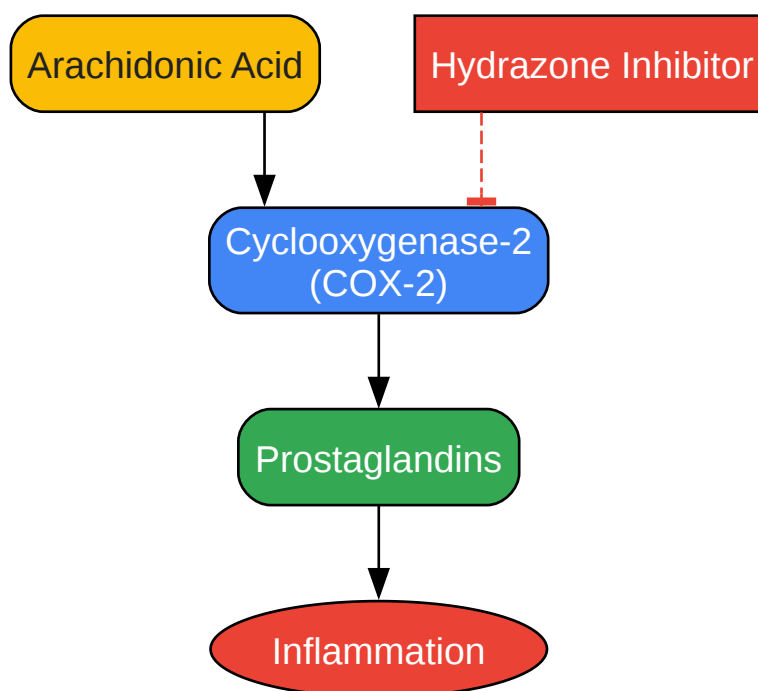 Arachidonic Acid
Hydrazone Inhibitor
Cyclooxygenase-2
(COX-2)
Prostaglandins
Inflammation